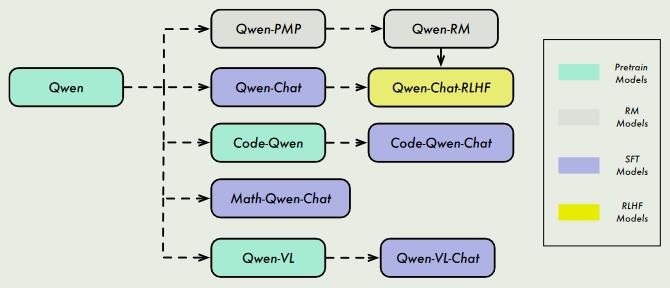 Qwen
Qwen-PMP
Qwen-RM
Qwen-Chat
Qwen-Chat-RLHF
Code-Qwen
Code-Qwen-Chat
Math-Qwen-Chat
Qwen-VL
Qwen-VL-Chat
Pretrain
Models
RM
Models
SFT
Models
RLHF
Models